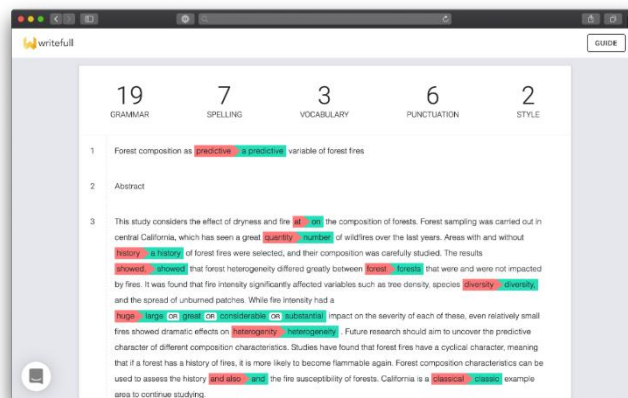 writefull
GUIDE
19 7 3 6 2
GRAMMAR SPELLING VOCABULARY PUNCTUATION STYLE
1 Forest composition as predictive a predictive variable of forest fires
2 Abstract
3 This study considers the effect of dryness and fire at on the composition of forests. Forest sampling was carried out in
central California, which has seen a great quantity number of wildfires over the last years. Areas with and without
history a history of forest fires were selected, and their composition was carefully studied. The results
showed, showed that forest heterogeneity differed greatly between forest forests that were and were not impacted
by fires. It was found that fire intensity significantly affected variables such as tree density, species diversity diversity,
and the spread of unburned patches. While fire intensity had a
huge large OR great OR considerable OR substantial impact on the severity of each of these, even relatively small
fires showed dramatic effects on heterogenity heterogeneity . Future research should aim to uncover the predictive
character of different composition characteristics. Studies have found that forest fires have a cyclical character, meaning
that if a forest has a history of fires, it is more likely to become flammable again. Forest composition characteristics can be
used to assess the history and also and the fire susceptibility of forests. California is a classical classic example
area to continue studying.